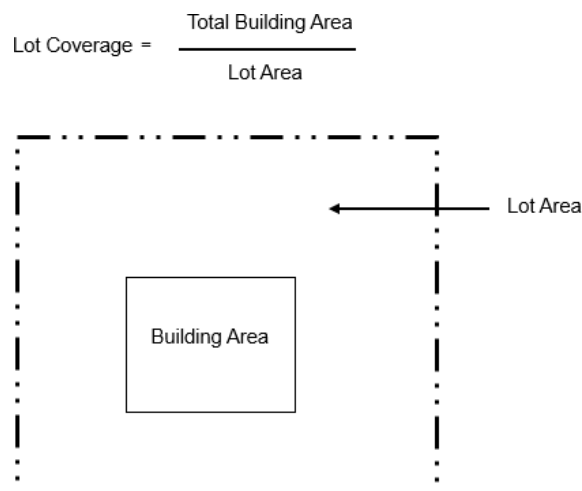 Total Building Area
Lot Coverage =
Lot Area
Lot Area
Building Area